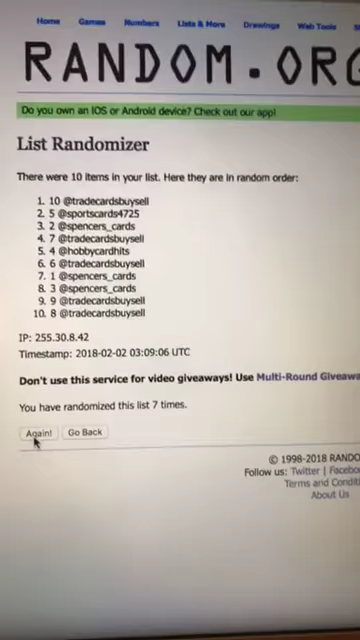 Home Games Numbers Lists & More Drawings Web Tools
RANDOM.ORG
Do you own an iOS or Android device? Check out our app!
List Randomizer
There were 10 items in your list. Here they are in random order:
1. 10 @tradecardsbuysell
2. 5 @sportscards4725
3. 2 @spencers_cards
4. 7 @tradecardsbuysell
5. 4 @hobbycardhits
6. 6 @tradecardsbuysell
7. 1 @spencers_cards
8. 3 @spencers_cards
9. 9 @tradecardsbuysell
10. 8 @tradecardsbuysell
IP: 255.30.8.42
Timestamp: 2018-02-02 03:09:06 UTC
Don't use this service for video giveaways! Use Multi-Round Giveawa
You have randomized this list 7 times.
Again! Go Back
© 1998-2018 RANDO
Follow us: Twitter | Facebo
Terms and Conditi
About Us